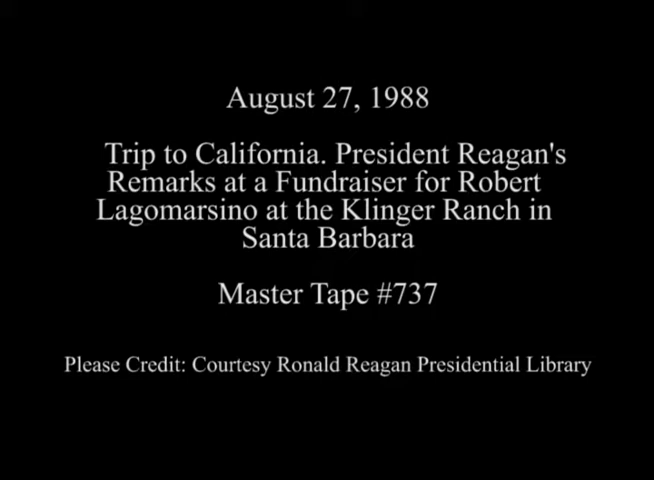 August 27, 1988
Trip to California. President Reagan's
Remarks at a Fundraiser for Robert
Lagomarsino at the Klinger Ranch in
Santa Barbara
Master Tape #737
Please Credit: Courtesy Ronald Reagan Presidential Library